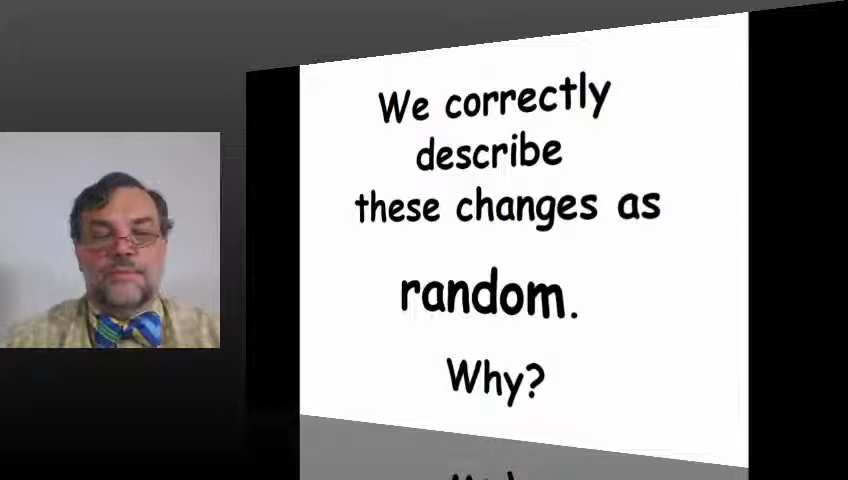 We correctly
describe
these changes as
random.
Why?